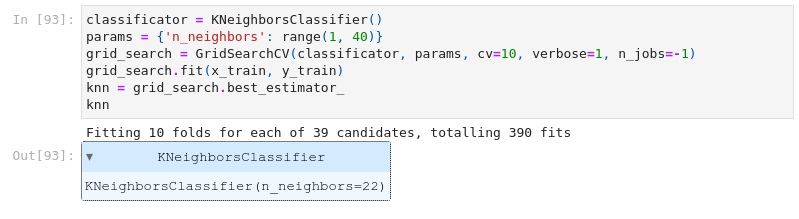 In [93]: classificator = KNeighborsClassifier()
params = {'n_neighbors': range(1, 40)}
grid_search = GridSearchCV(classificator, params, cv=10, verbose=1, n_jobs=-1)
grid_search.fit(x_train, y_train)
knn = grid_search.best_estimator_
knn
Fitting 10 folds for each of 39 candidates, totalling 390 fits
Out[93]: ▼ KNeighborsClassifier
KNeighborsClassifier(n_neighbors=22)